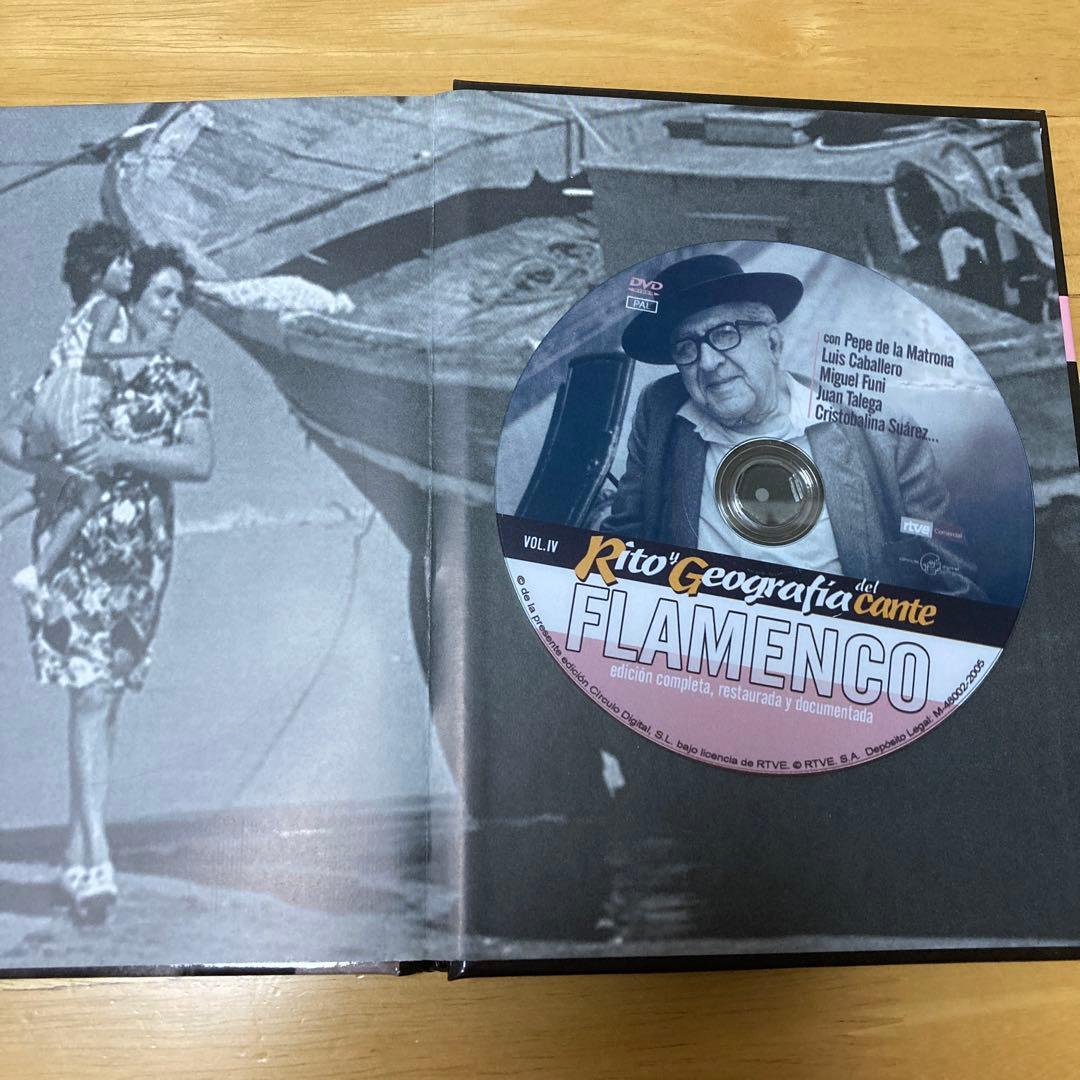 DVD
PAL
con Pepe de la Matrona
Luis Caballero
Miguel Funi
Juan Talega
Cristobalina Suárez...
rtve Comercial
VOL.IV
Rito y Geografía del cante
FLAMENCO
edición completa, restaurada y documentada
© de la presente edición Círculo Digital, S.L. bajo licencia de RTVE. © RTVE. S.A. Depósito Legal: M-48002-2005